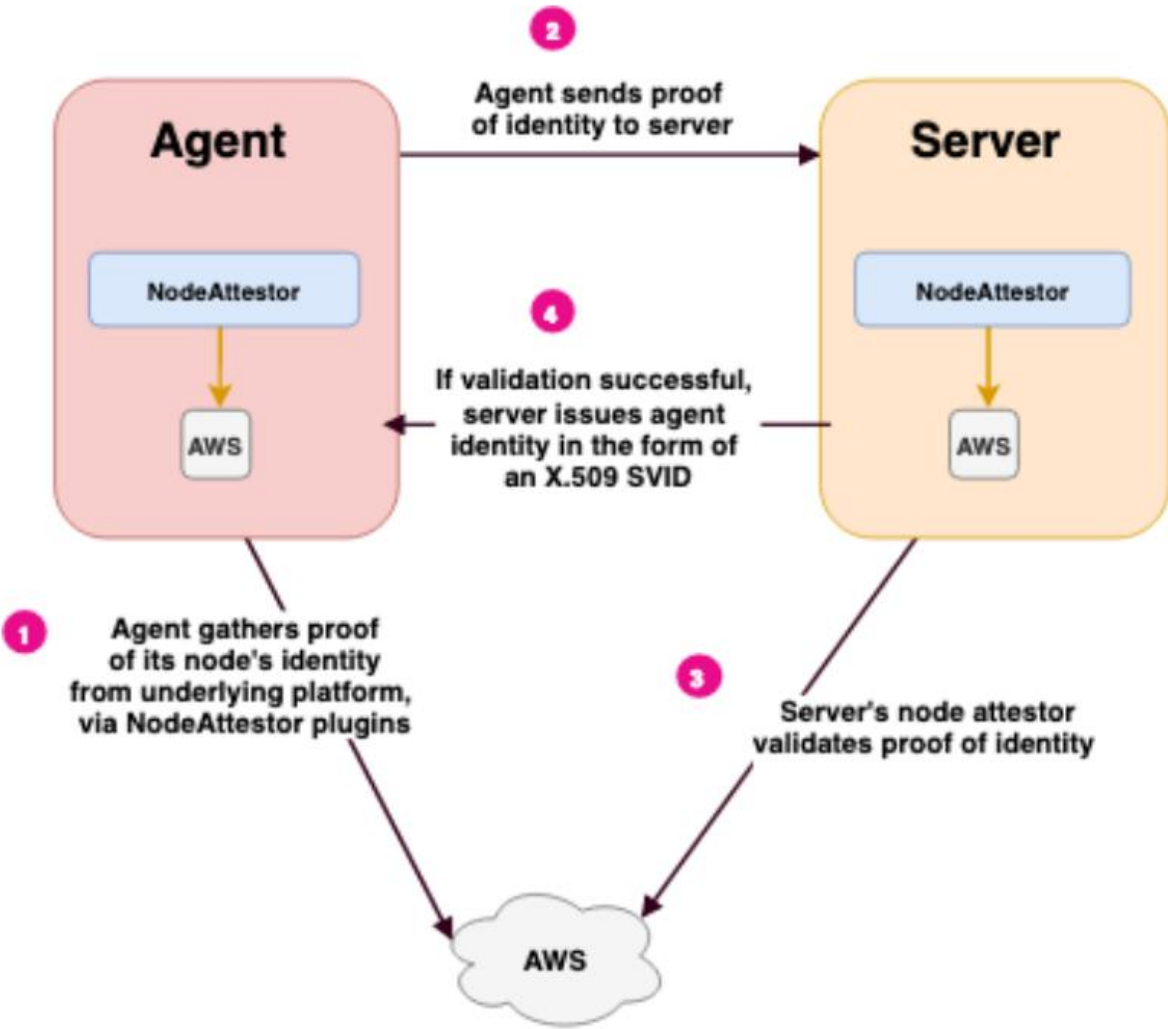 2
Agent sends proof
of identity to server
Agent
Server
NodeAttestor
NodeAttestor
4
If validation successful,
server issues agent
identity in the form of
an X.509 SVID
AWS
AWS
1
Agent gathers proof
of its node's identity
from underlying platform,
via NodeAttestor plugins
3
Server's node attestor
validates proof of identity
AWS